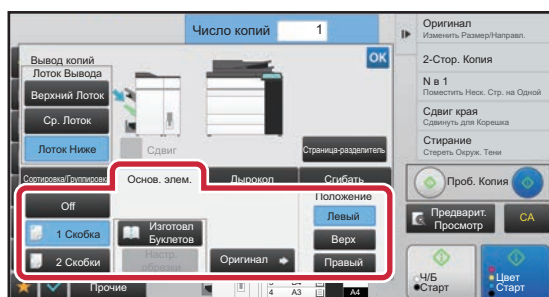 Число копий 1
Вывод копий
OK
Лоток Вывода
Верхний Лоток
Ср. Лоток
Лоток Ниже
Сдвиг
Страница-разделитель
Сортировка/Группировка
Основ. элем.
Дырокол
Сгибать
Off
1 Скобка
2 Скобки
Изготовл
Буклетов
Настр.
обрезки
Оригинал
Положение
Левый
Верх
Правый
Прочие
4 A3
A4
Оригинал
Изменить Размер/Направл.
2-Стор. Копия
N в 1
Поместить Неск. Стр. на Одной
Сдвиг края
Сдвинуть для Корешка
Стирание
Стереть Окруж. Тени
Проб. Копия
Предварит.
Просмотр
CA
Ч/Б
Старт
Цвет
Старт